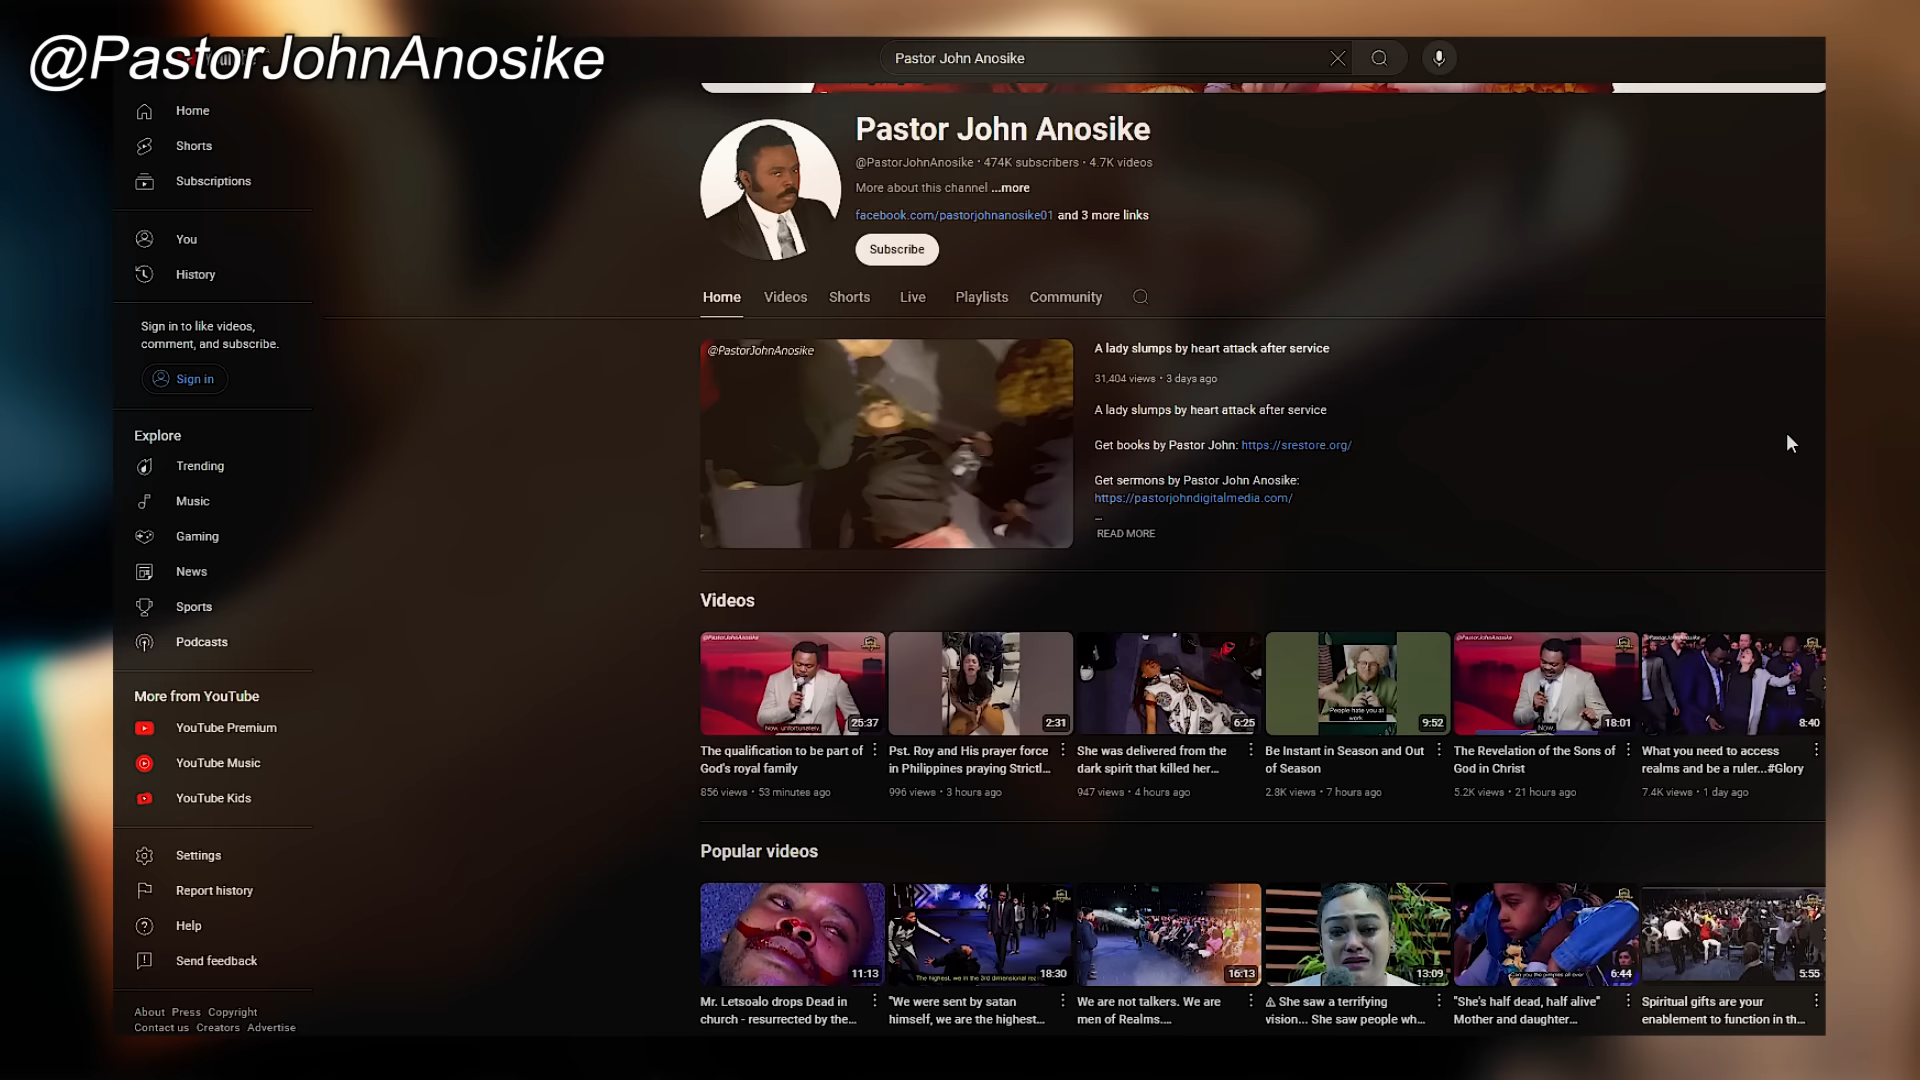 @PastorJohnAnosike
Pastor John Anosike
Home
Shorts
Subscriptions
You
History
Sign in to like videos,
comment, and subscribe.
Sign in
Explore
Trending
Music
Gaming
News
Sports
Podcasts
More from YouTube
YouTube Premium
YouTube Music
YouTube Kids
Settings
Report history
Help
Send feedback
About Press Copyright
Contact us Creators Advertise
Pastor John Anosike
@PastorJohnAnosike • 474K subscribers • 4.7K videos
More about this channel ...more
facebook.com/pastorjohnanosike01 and 3 more links
Subscribe
Home Videos Shorts Live Playlists Community
@PastorJohnAnosike
A lady slumps by heart attack after service
31,404 views • 3 days ago
A lady slumps by heart attack after service
Get books by Pastor John: https://srestore.org/
Get sermons by Pastor John Anosike:
https://pastorjohndigitalmedia.com/
...
READ MORE
Videos
@PastorJohnAnosike
Now, unfortunately,
25:37
The qualification to be part of
God's royal family
856 views • 53 minutes ago
2:31
Pst. Roy and His prayer force
in Philippines praying Strictl...
996 views • 3 hours ago
6:25
She was delivered from the
dark spirit that killed her...
947 views • 4 hours ago
People hate you at
work
9:52
Be Instant in Season and Out
of Season
2.8K views • 7 hours ago
@PastorJohnAnosike
Now,
18:01
The Revelation of the Sons of
God in Christ
5.2K views • 21 hours ago
@PastorJohnAnosike
8:40
What you need to access
realms and be a ruler...#Glory
7.4K views • 1 day ago
Popular videos
11:13
Mr. Letsoalo drops Dead in
church - resurrected by the...
18:30
"We were sent by satan
himself, we are the highest...
16:13
We are not talkers. We are
men of Realms....
13:09
⚠ She saw a terrifying
vision... She saw people wh...
6:44
"She's half dead, half alive"
Mother and daughter...
5:55
Spiritual gifts are your
enablement to function in th...